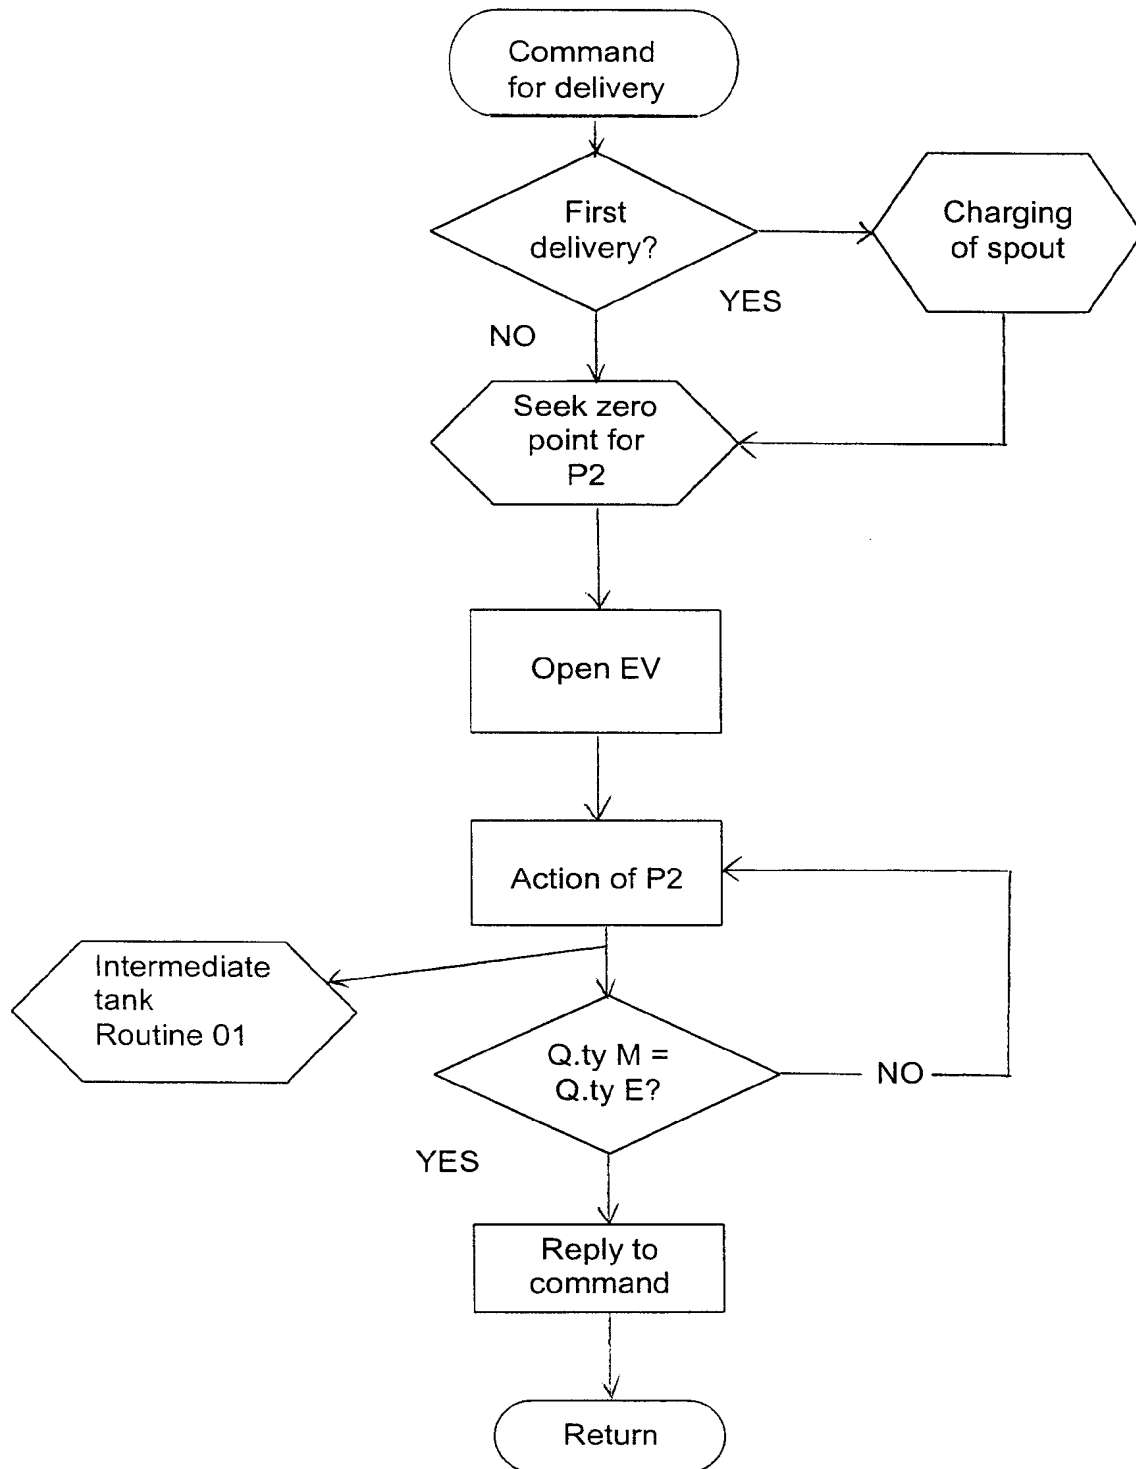 Command
for delivery
First
delivery?
Charging
of spout
YES
NO
Seek zero
point for
P2
Open EV
Action of P2
Intermediate
tank
Routine 01
Q.ty M =
Q.ty E?
NO
YES
Reply to
command
Return